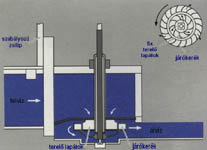 szabályozó
zsilip
fix
terelő
lapátok
járókerék
felvíz
alvíz
terelő lapátok
járókerék